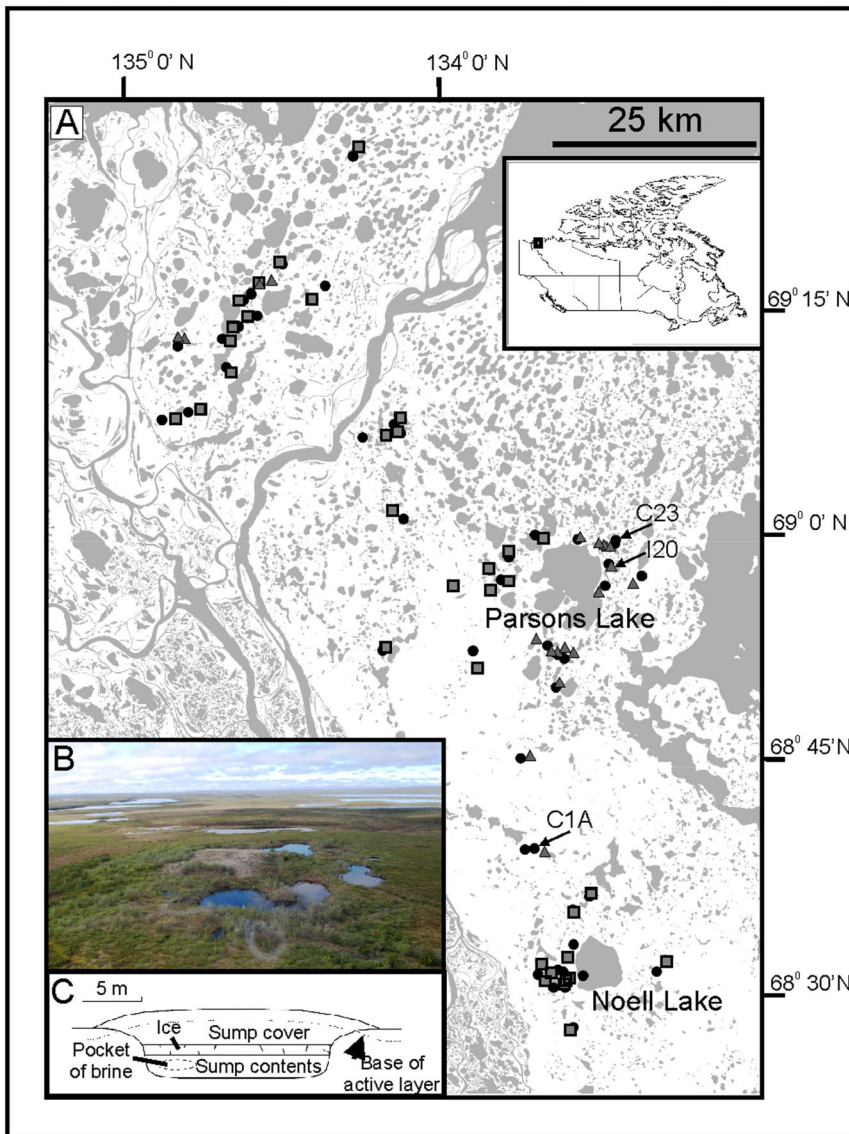 135⁰ 0' N
134⁰ 0' N
A
25 km
69⁰ 15' N
C23
69⁰ 0' N
I20
Parsons Lake
68⁰ 45' N
B
C1A
Noell Lake
68⁰ 30' N
C
5 m
Ice
Sump cover
Pocket
of brine
Sump contents
Base of
active layer